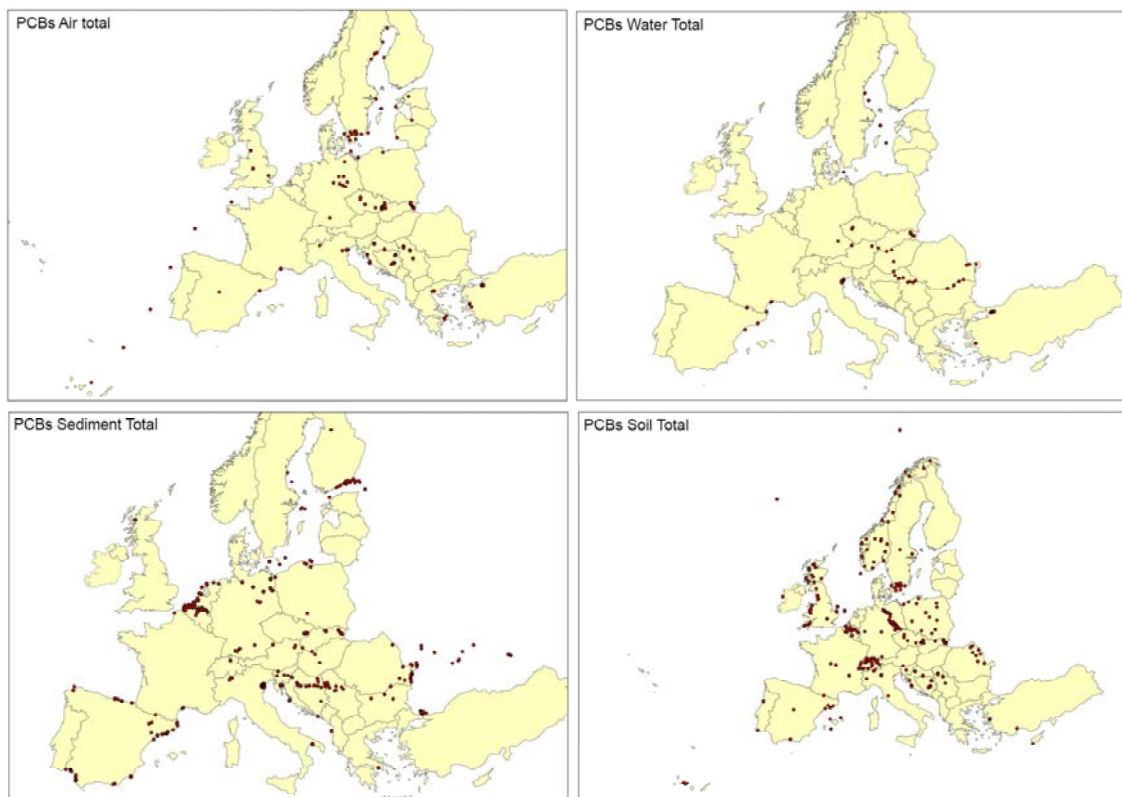 PCBs Air total
PCBs Water Total
PCBs Sediment Total
PCBs Soil Total